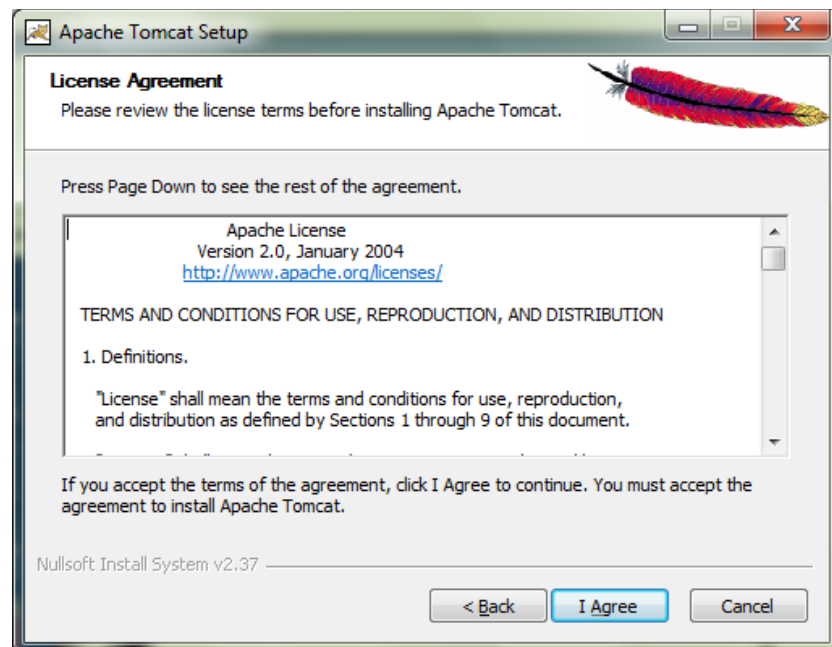 Apache Tomcat Setup
License Agreement
Please review the license terms before installing Apache Tomcat.
Press Page Down to see the rest of the agreement.
Apache License
Version 2.0, January 2004
http://www.apache.org/licenses/
TERMS AND CONDITIONS FOR USE, REPRODUCTION, AND DISTRIBUTION
1. Definitions.
"License" shall mean the terms and conditions for use, reproduction,
and distribution as defined by Sections 1 through 9 of this document.
If you accept the terms of the agreement, click I Agree to continue. You must accept the
agreement to install Apache Tomcat.
Nullsoft Install System v2.37
< Back
I Agree
Cancel